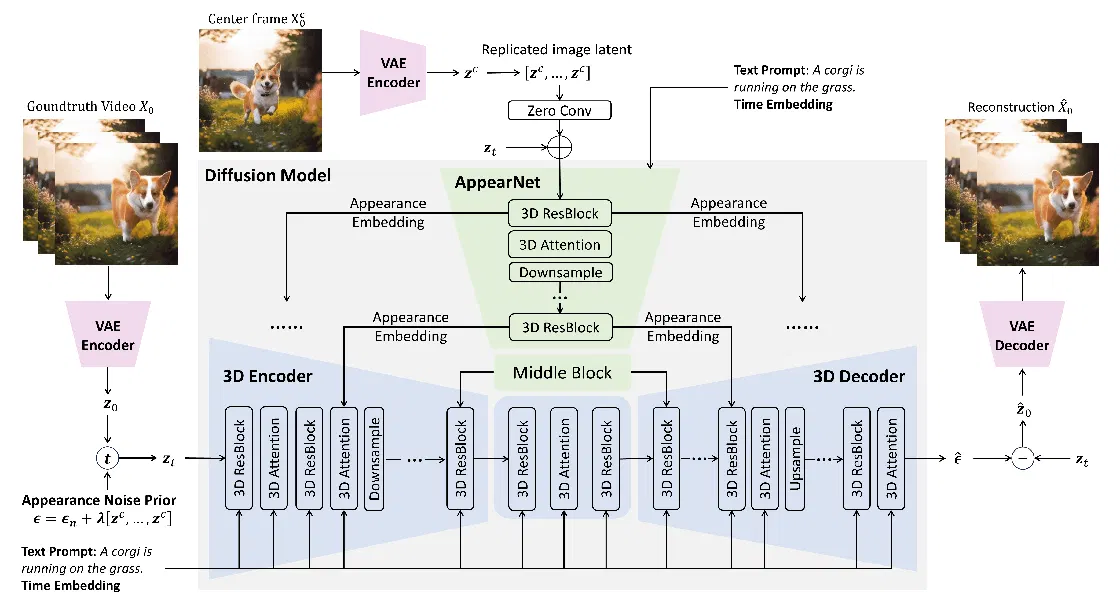 Center frame X₀ᶜ
Replicated image latent
VAE
Encoder
zᶜ
[zᶜ, …, zᶜ]
Text Prompt: A corgi is
running on the grass.
Time Embedding
Goundtruth Video X₀
Reconstruction X̂₀
Zero Conv
zₜ
Diffusion Model
AppearNet
Appearance
Embedding
3D ResBlock
Appearance
Embedding
3D Attention
Downsample
...
VAE
Encoder
......
Appearance
Embedding
3D ResBlock
Appearance
Embedding
......
VAE
Decoder
3D Encoder
Middle Block
3D Decoder
z₀
ẑ₀
3D ResBlock
3D Attention
3D ResBlock
3D Attention
Downsample
...
3D ResBlock
3D ResBlock
3D Attention
3D ResBlock
3D ResBlock
....
3D ResBlock
3D Attention
Upsample
...
3D ResBlock
3D Attention
t
zₜ
ϵ̂
−
zₜ
Appearance Noise Prior
ϵ = ϵₙ + λ[zᶜ, …, zᶜ]
Text Prompt: A corgi is
running on the grass.
Time Embedding